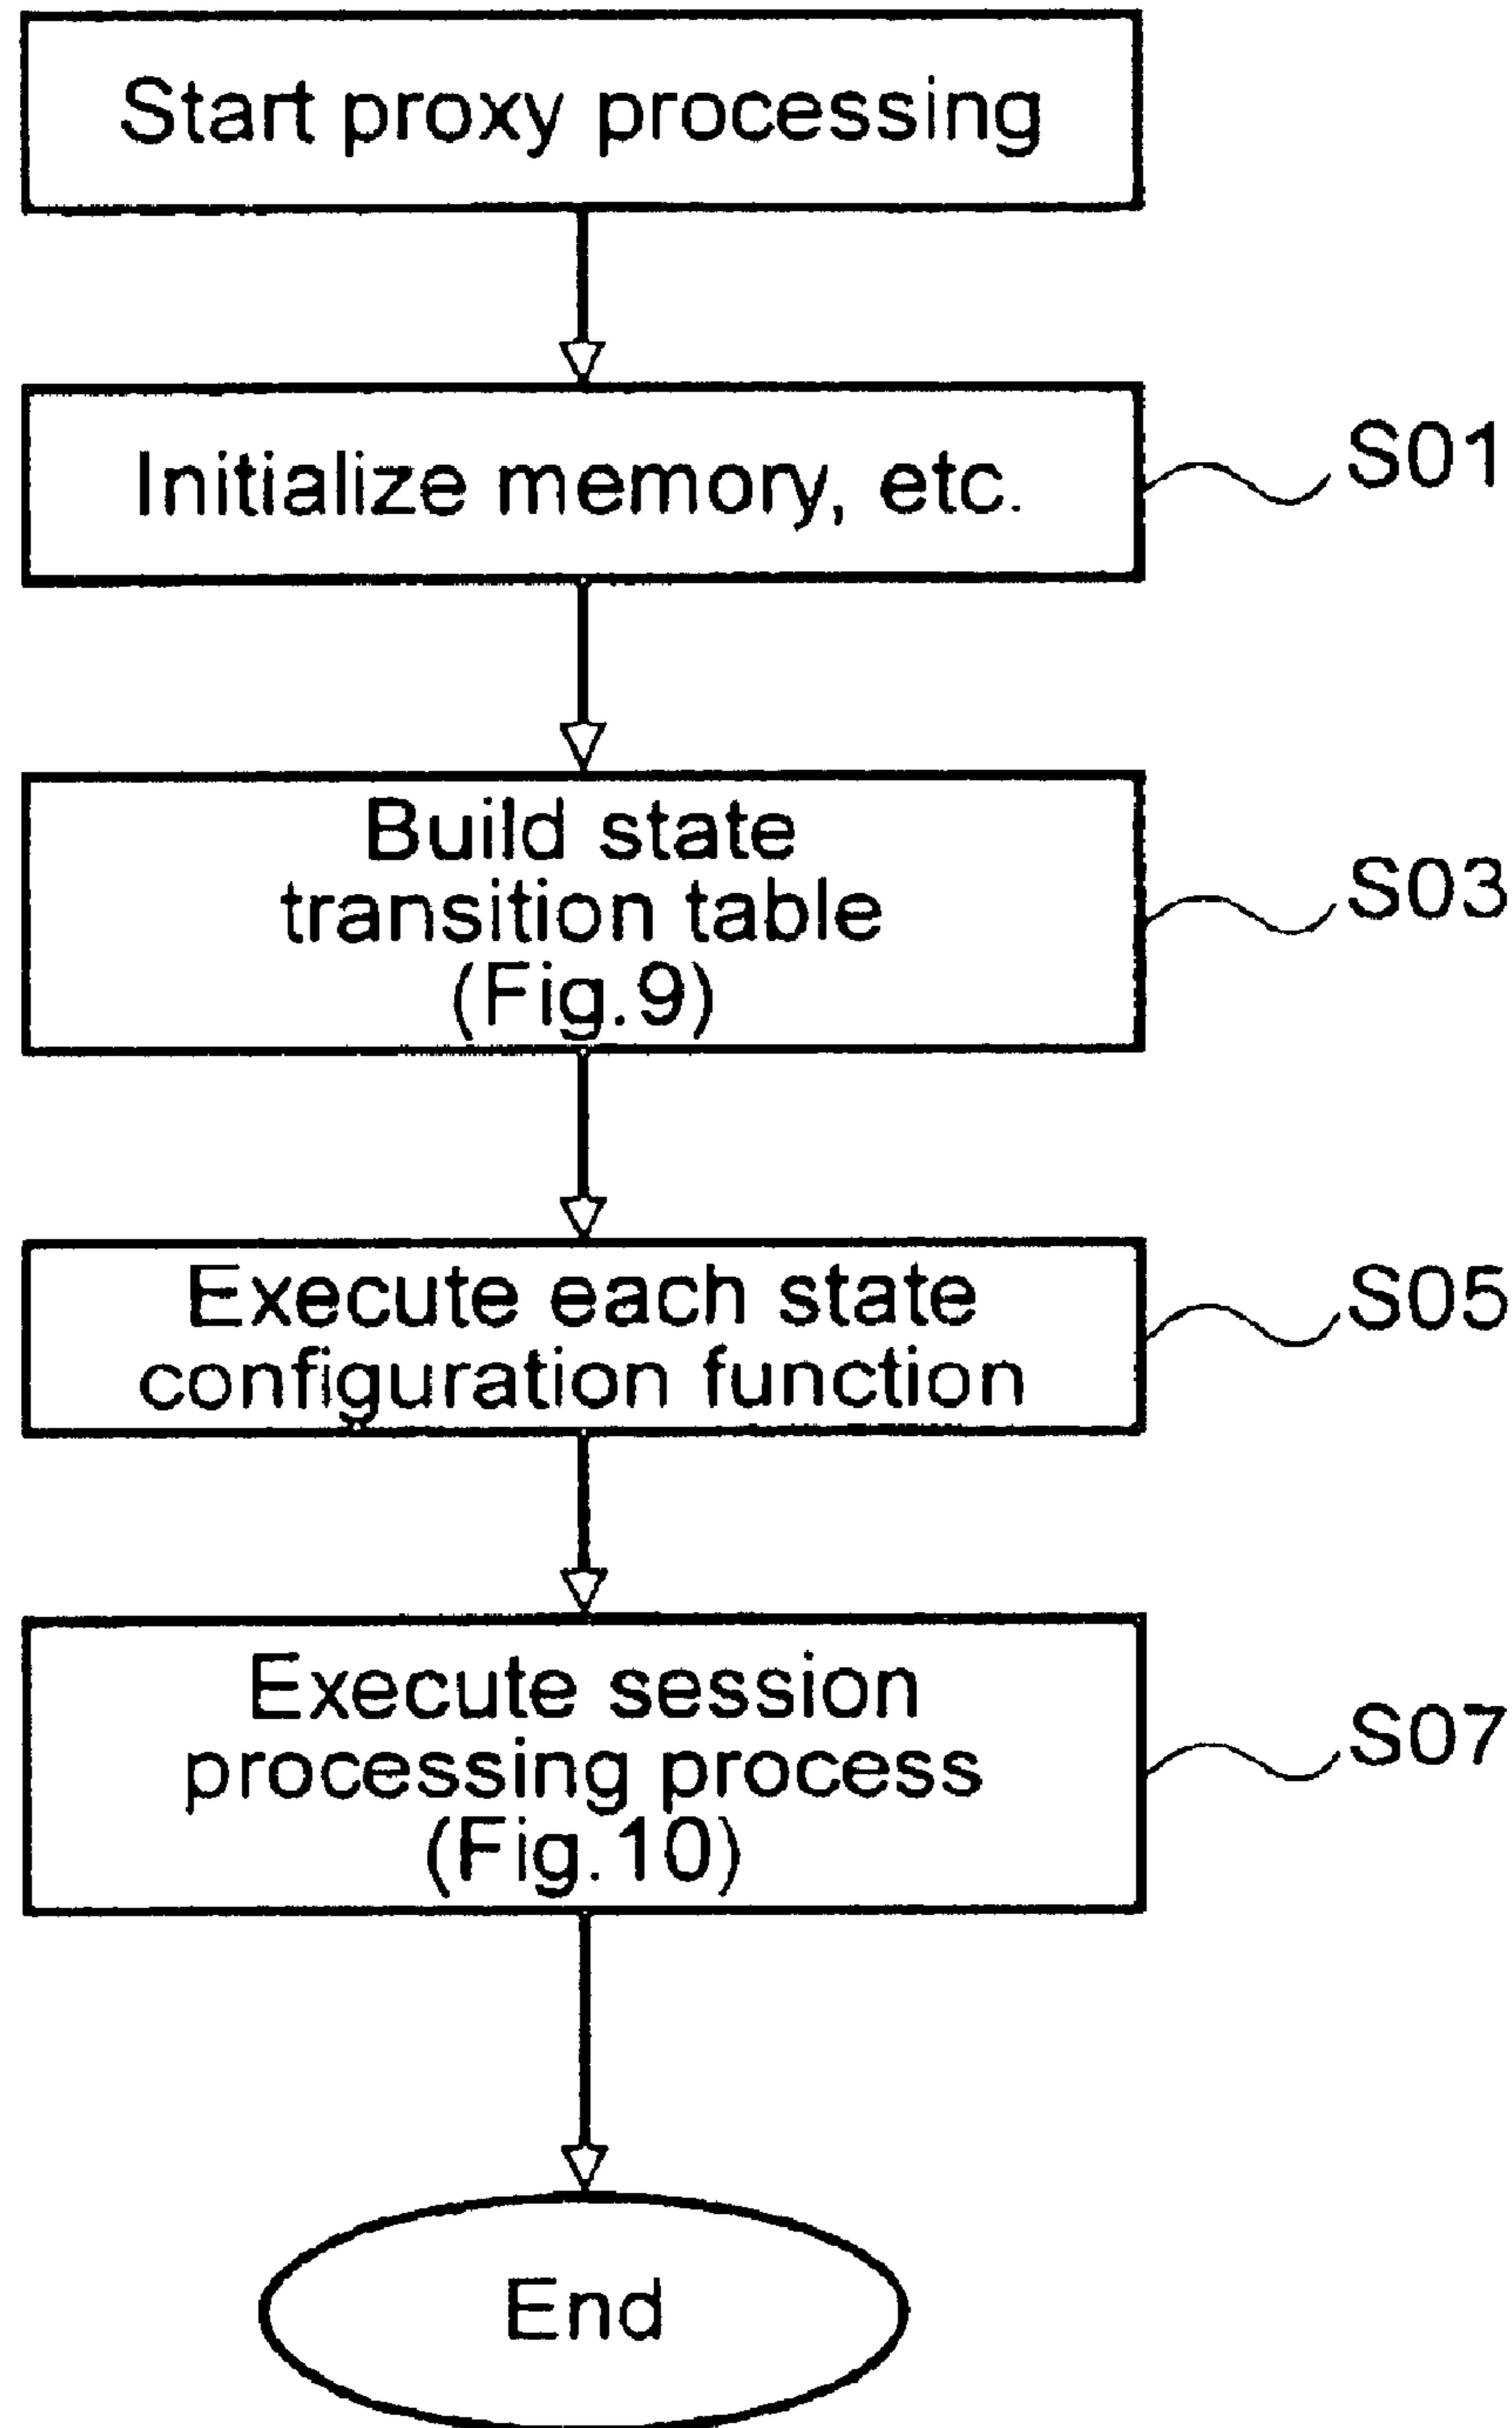 Start proxy processing
Initialize memory, etc.
S01
Build state
transition table
(Fig.9)
S03
Execute each state
configuration function
S05
Execute session
processing process
(Fig.10)
S07
End